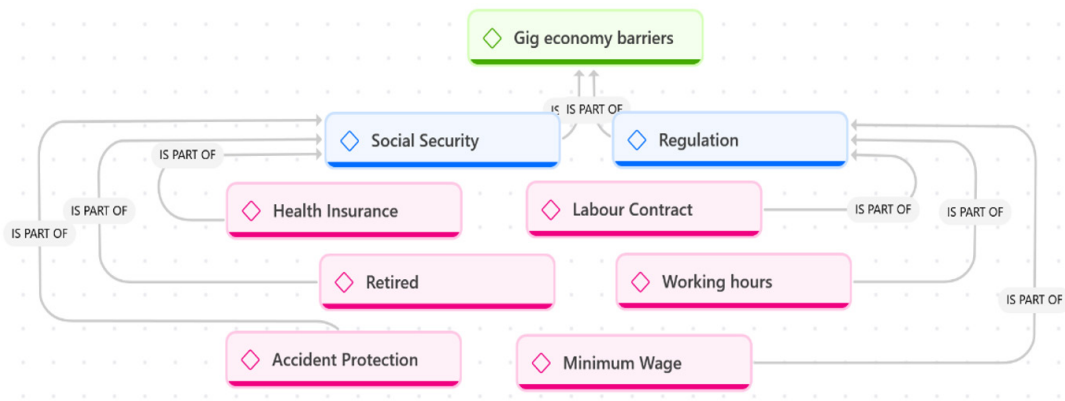 Gig economy barriers
IS
IS PART OF
Social Security
Regulation
IS PART OF
Health Insurance
Labour Contract
IS PART OF
IS PART OF
IS PART OF
IS PART OF
Retired
Working hours
IS PART OF
Accident Protection
Minimum Wage